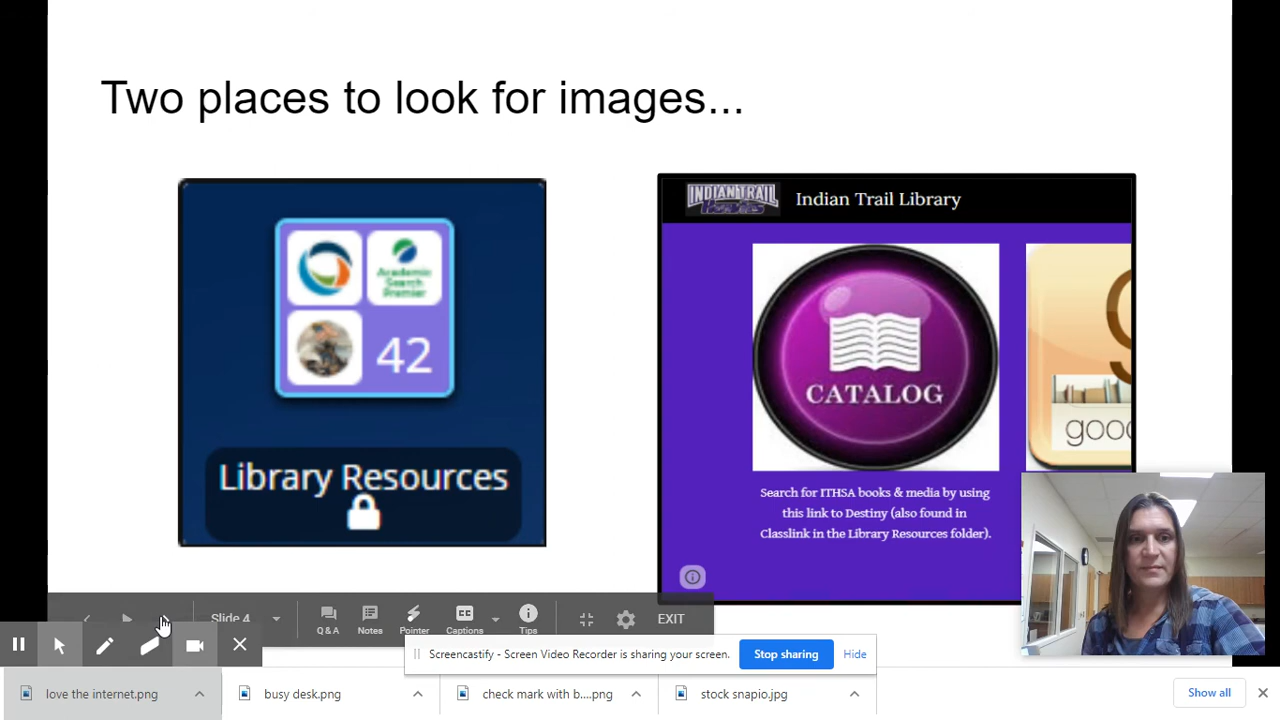 Two places to look for images...
Academic
Search
Premier
42
Library Resources
INDIAN TRAIL
Indian Trail Library
CATALOG
Search for ITHSA books & media by using
this link to Destiny (also found in
Classlink in the Library Resources folder).
Slide 4
Q & A
Notes
Pointer
Captions
Tips
EXIT
Screencastify - Screen Video Recorder is sharing your screen.
Stop sharing
Hide
love the internet.png
busy desk.png
check mark with b....png
stock snapio.jpg
Show all